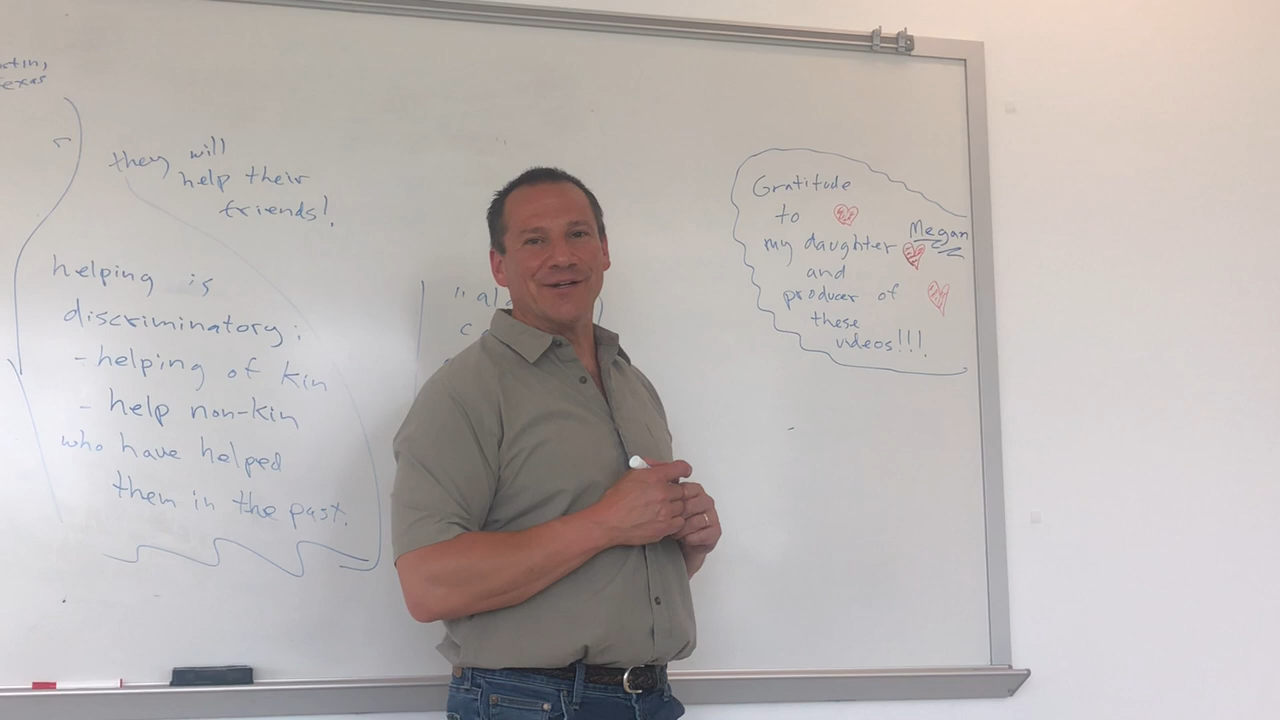 they will
help their
friends!
helping is
discriminatory:
- helping of kin
- help non-kin
who have helped
them in the past.
Gratitude
to
my daughter Megan
and
producer of
these
videos!!!